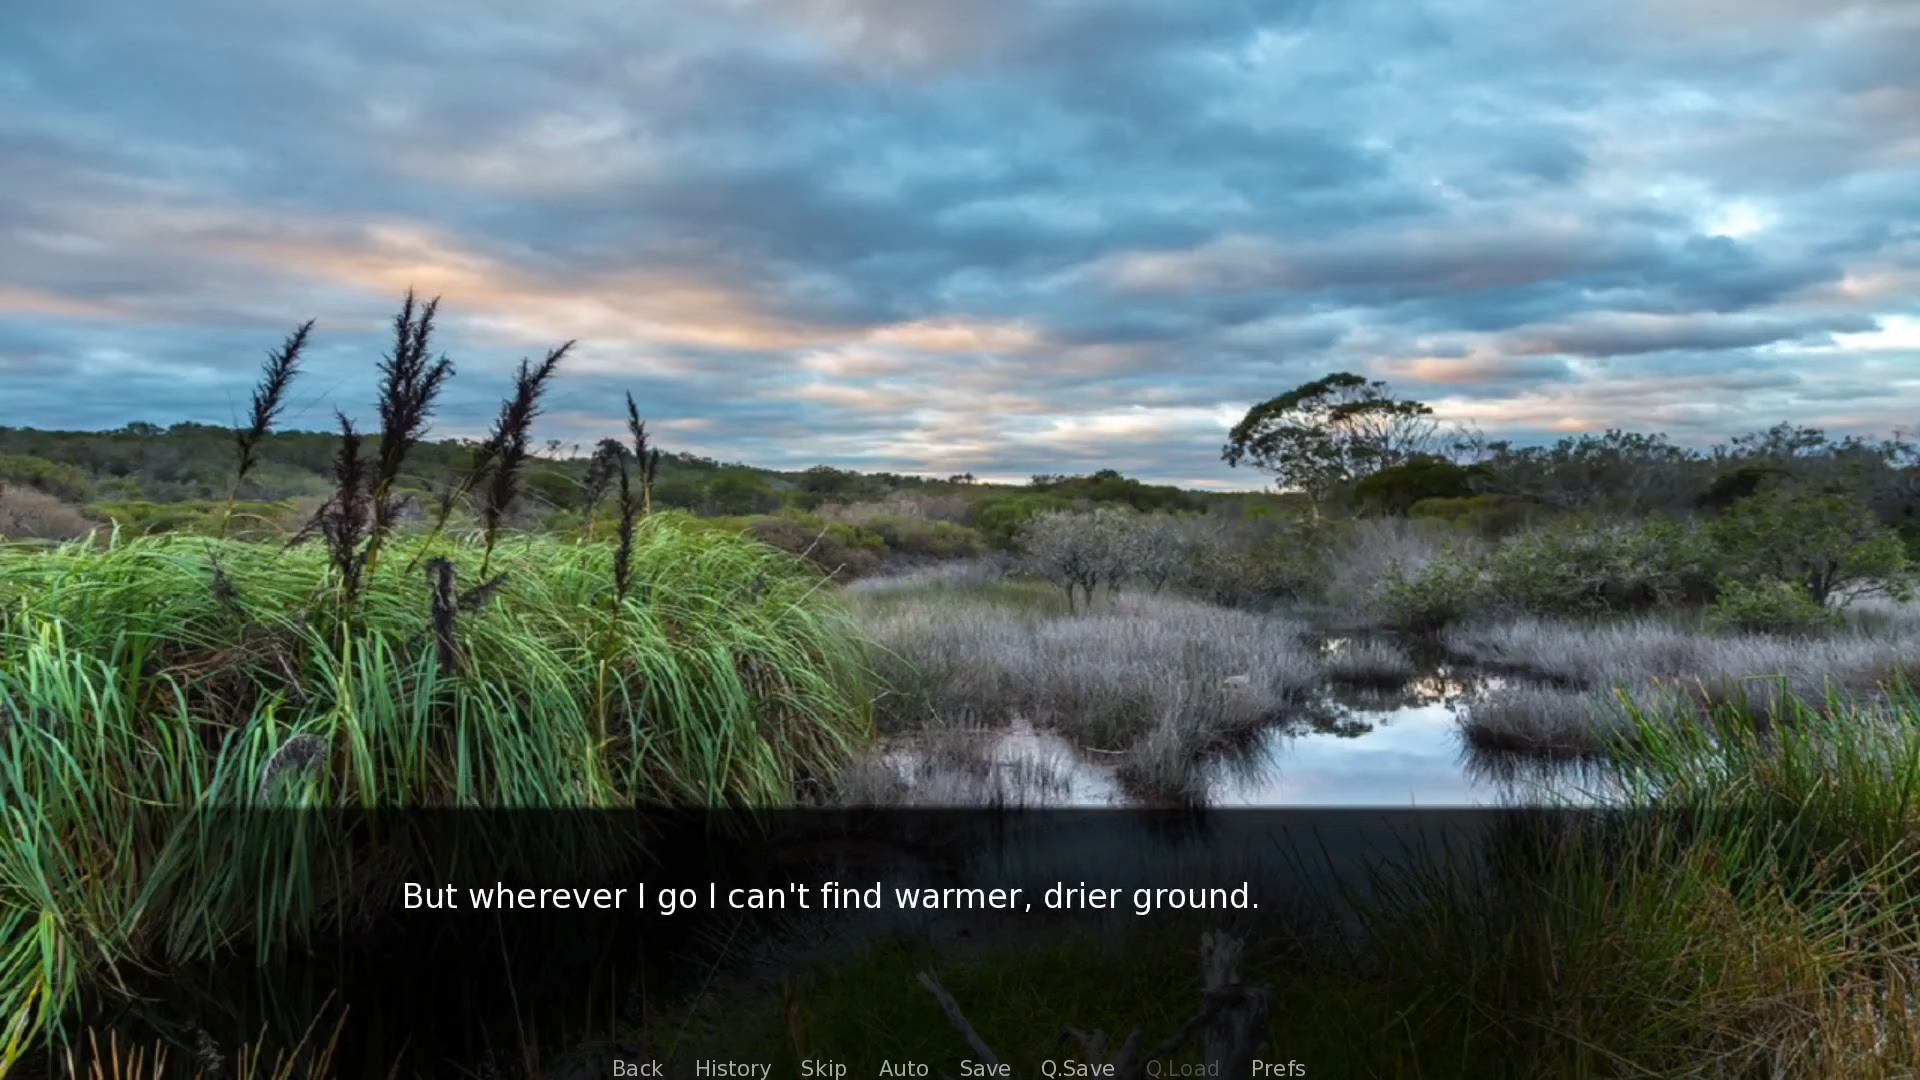 But wherever I go I can't find warmer, drier ground.
Back History Skip Auto Save Q.Save Q.Load Prefs